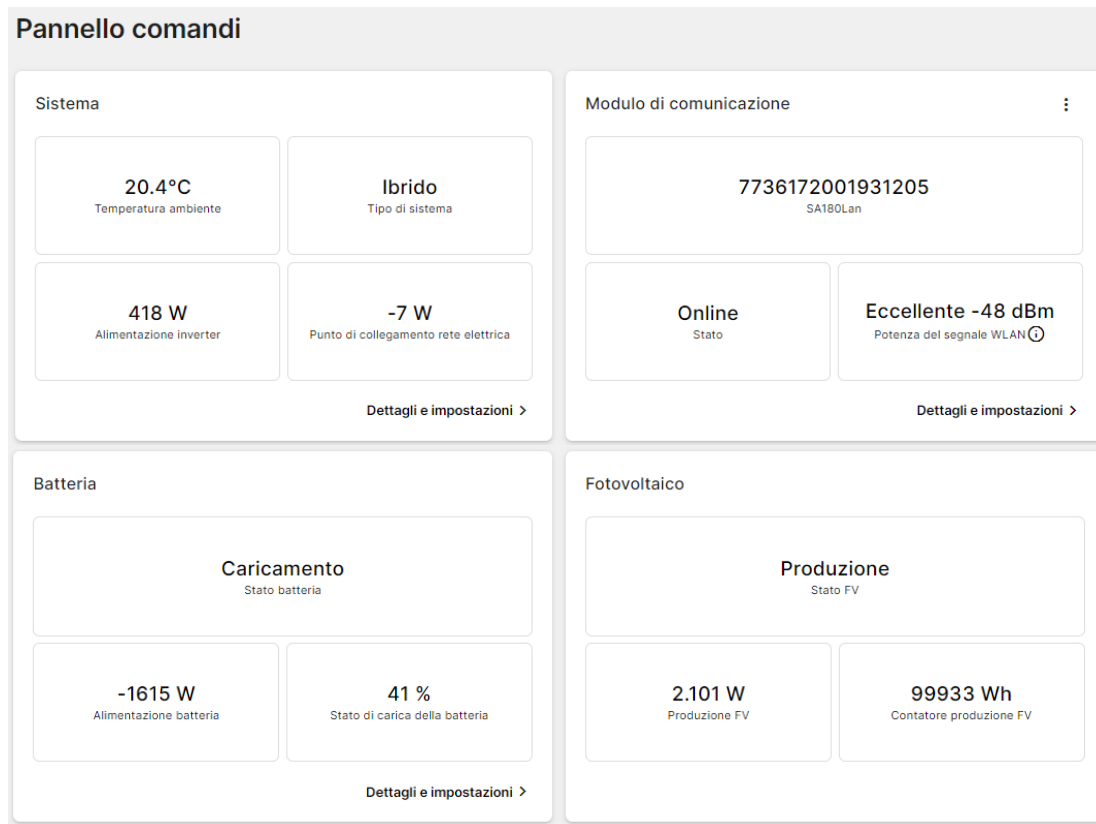 Pannello comandi
Sistema
20.4°C
Temperatura ambiente
Ibrido
Tipo di sistema
418 W
Alimentazione inverter
-7 W
Punto di collegamento rete elettrica
Dettagli e impostazioni
Modulo di comunicazione
7736172001931205
SA180Lan
Online
Stato
Eccellente -48 dBm
Potenza del segnale WLAN
Dettagli e impostazioni
Batteria
Caricamento
Stato batteria
-1615 W
Alimentazione batteria
41 %
Stato di carica della batteria
Dettagli e impostazioni
Fotovoltaico
Produzione
Stato FV
2.101 W
Produzione FV
99933 Wh
Contatore produzione FV